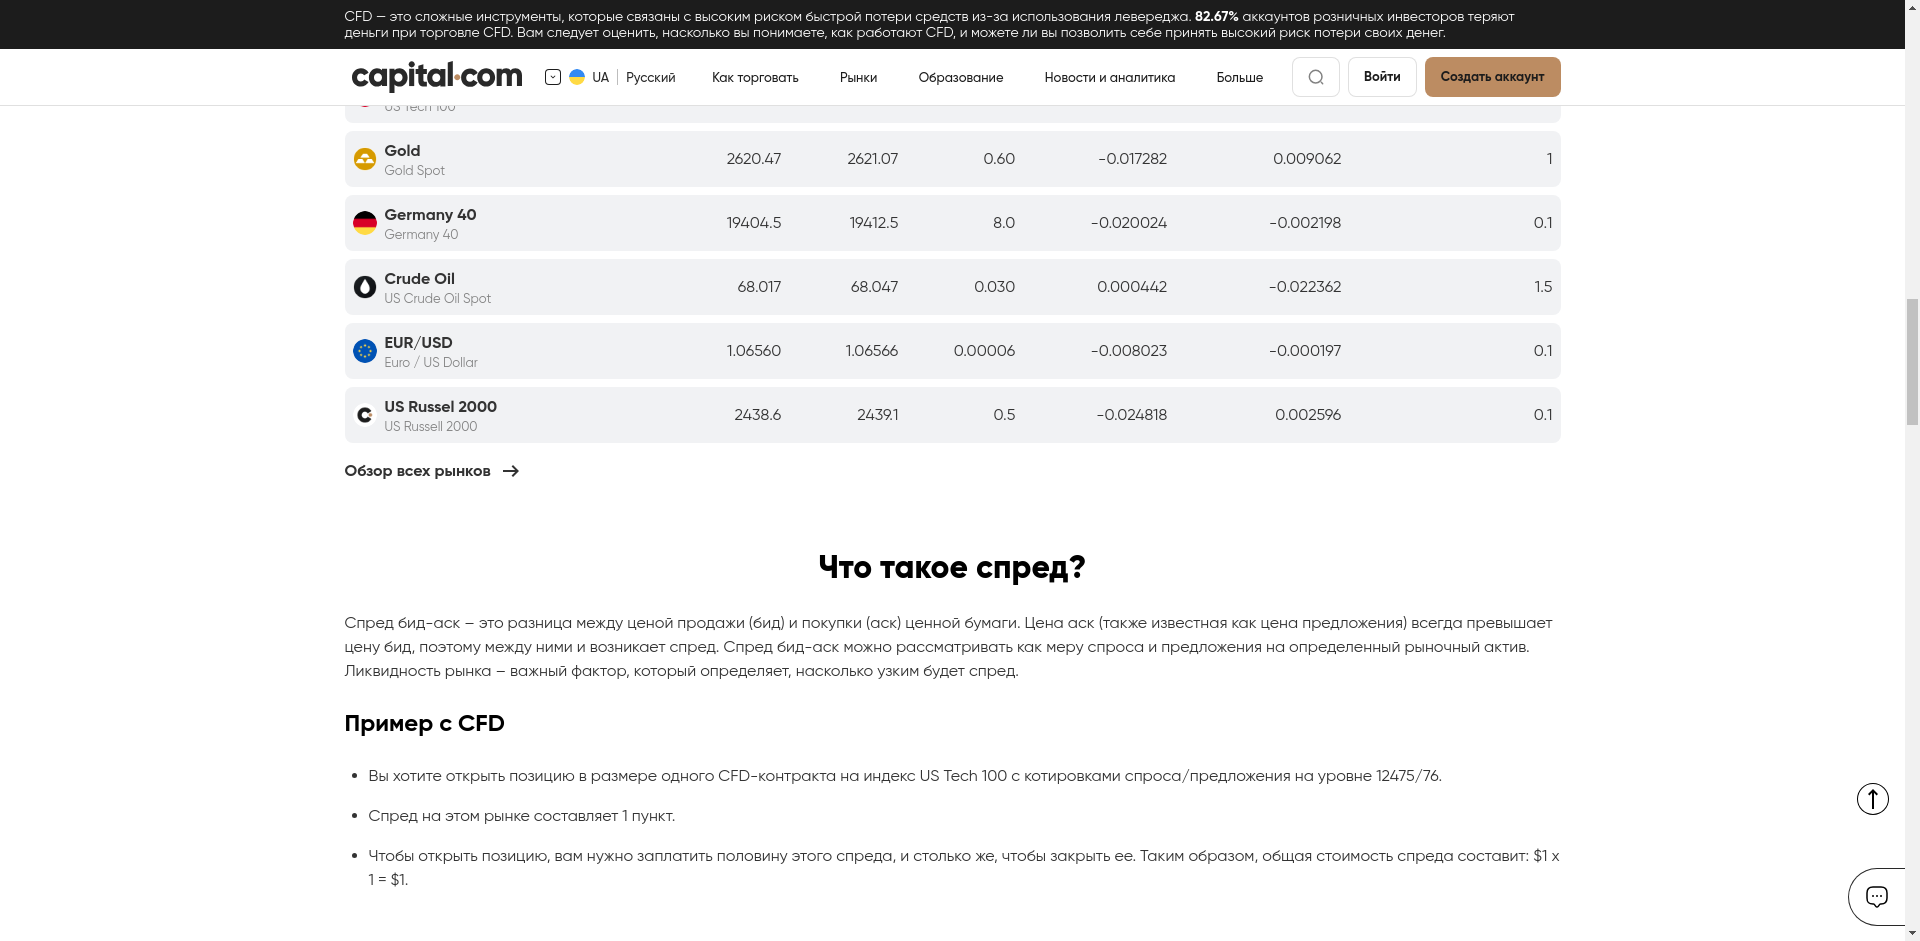 CFD — это сложные инструменты, которые связаны с высоким риском быстрой потери средств из-за использования левереджа. 82.67% аккаунтов розничных инвесторов теряют
деньги при торговле CFD. Вам следует оценить, насколько вы понимаете, как работают CFD, и можете ли вы позволить себе принять высокий риск потери своих денег.
capital.com UA Русский Как торговать Рынки Образование Новости и аналитика Больше Войти Создать аккаунт
US Tech 100
Gold
Gold Spot
2620.47 2621.07 0.60 -0.017282 0.009062 1
Germany 40
Germany 40
19404.5 19412.5 8.0 -0.020024 -0.002198 0.1
Crude Oil
US Crude Oil Spot
68.017 68.047 0.030 0.000442 -0.022362 1.5
EUR/USD
Euro / US Dollar
1.06560 1.06566 0.00006 -0.008023 -0.000197 0.1
US Russel 2000
US Russell 2000
2438.6 2439.1 0.5 -0.024818 0.002596 0.1
Обзор всех рынков
Что такое спред?
Спред бид-аск – это разница между ценой продажи (бид) и покупки (аск) ценной бумаги. Цена аск (также известная как цена предложения) всегда превышает
цену бид, поэтому между ними и возникает спред. Спред бид-аск можно рассматривать как меру спроса и предложения на определенный рыночный актив.
Ликвидность рынка – важный фактор, который определяет, насколько узким будет спред.
Пример с CFD
• Вы хотите открыть позицию в размере одного CFD-контракта на индекс US Tech 100 с котировками спроса/предложения на уровне 12475/76.
• Спред на этом рынке составляет 1 пункт.
• Чтобы открыть позицию, вам нужно заплатить половину этого спреда, и столько же, чтобы закрыть ее. Таким образом, общая стоимость спреда составит: $1 x
1 = $1.